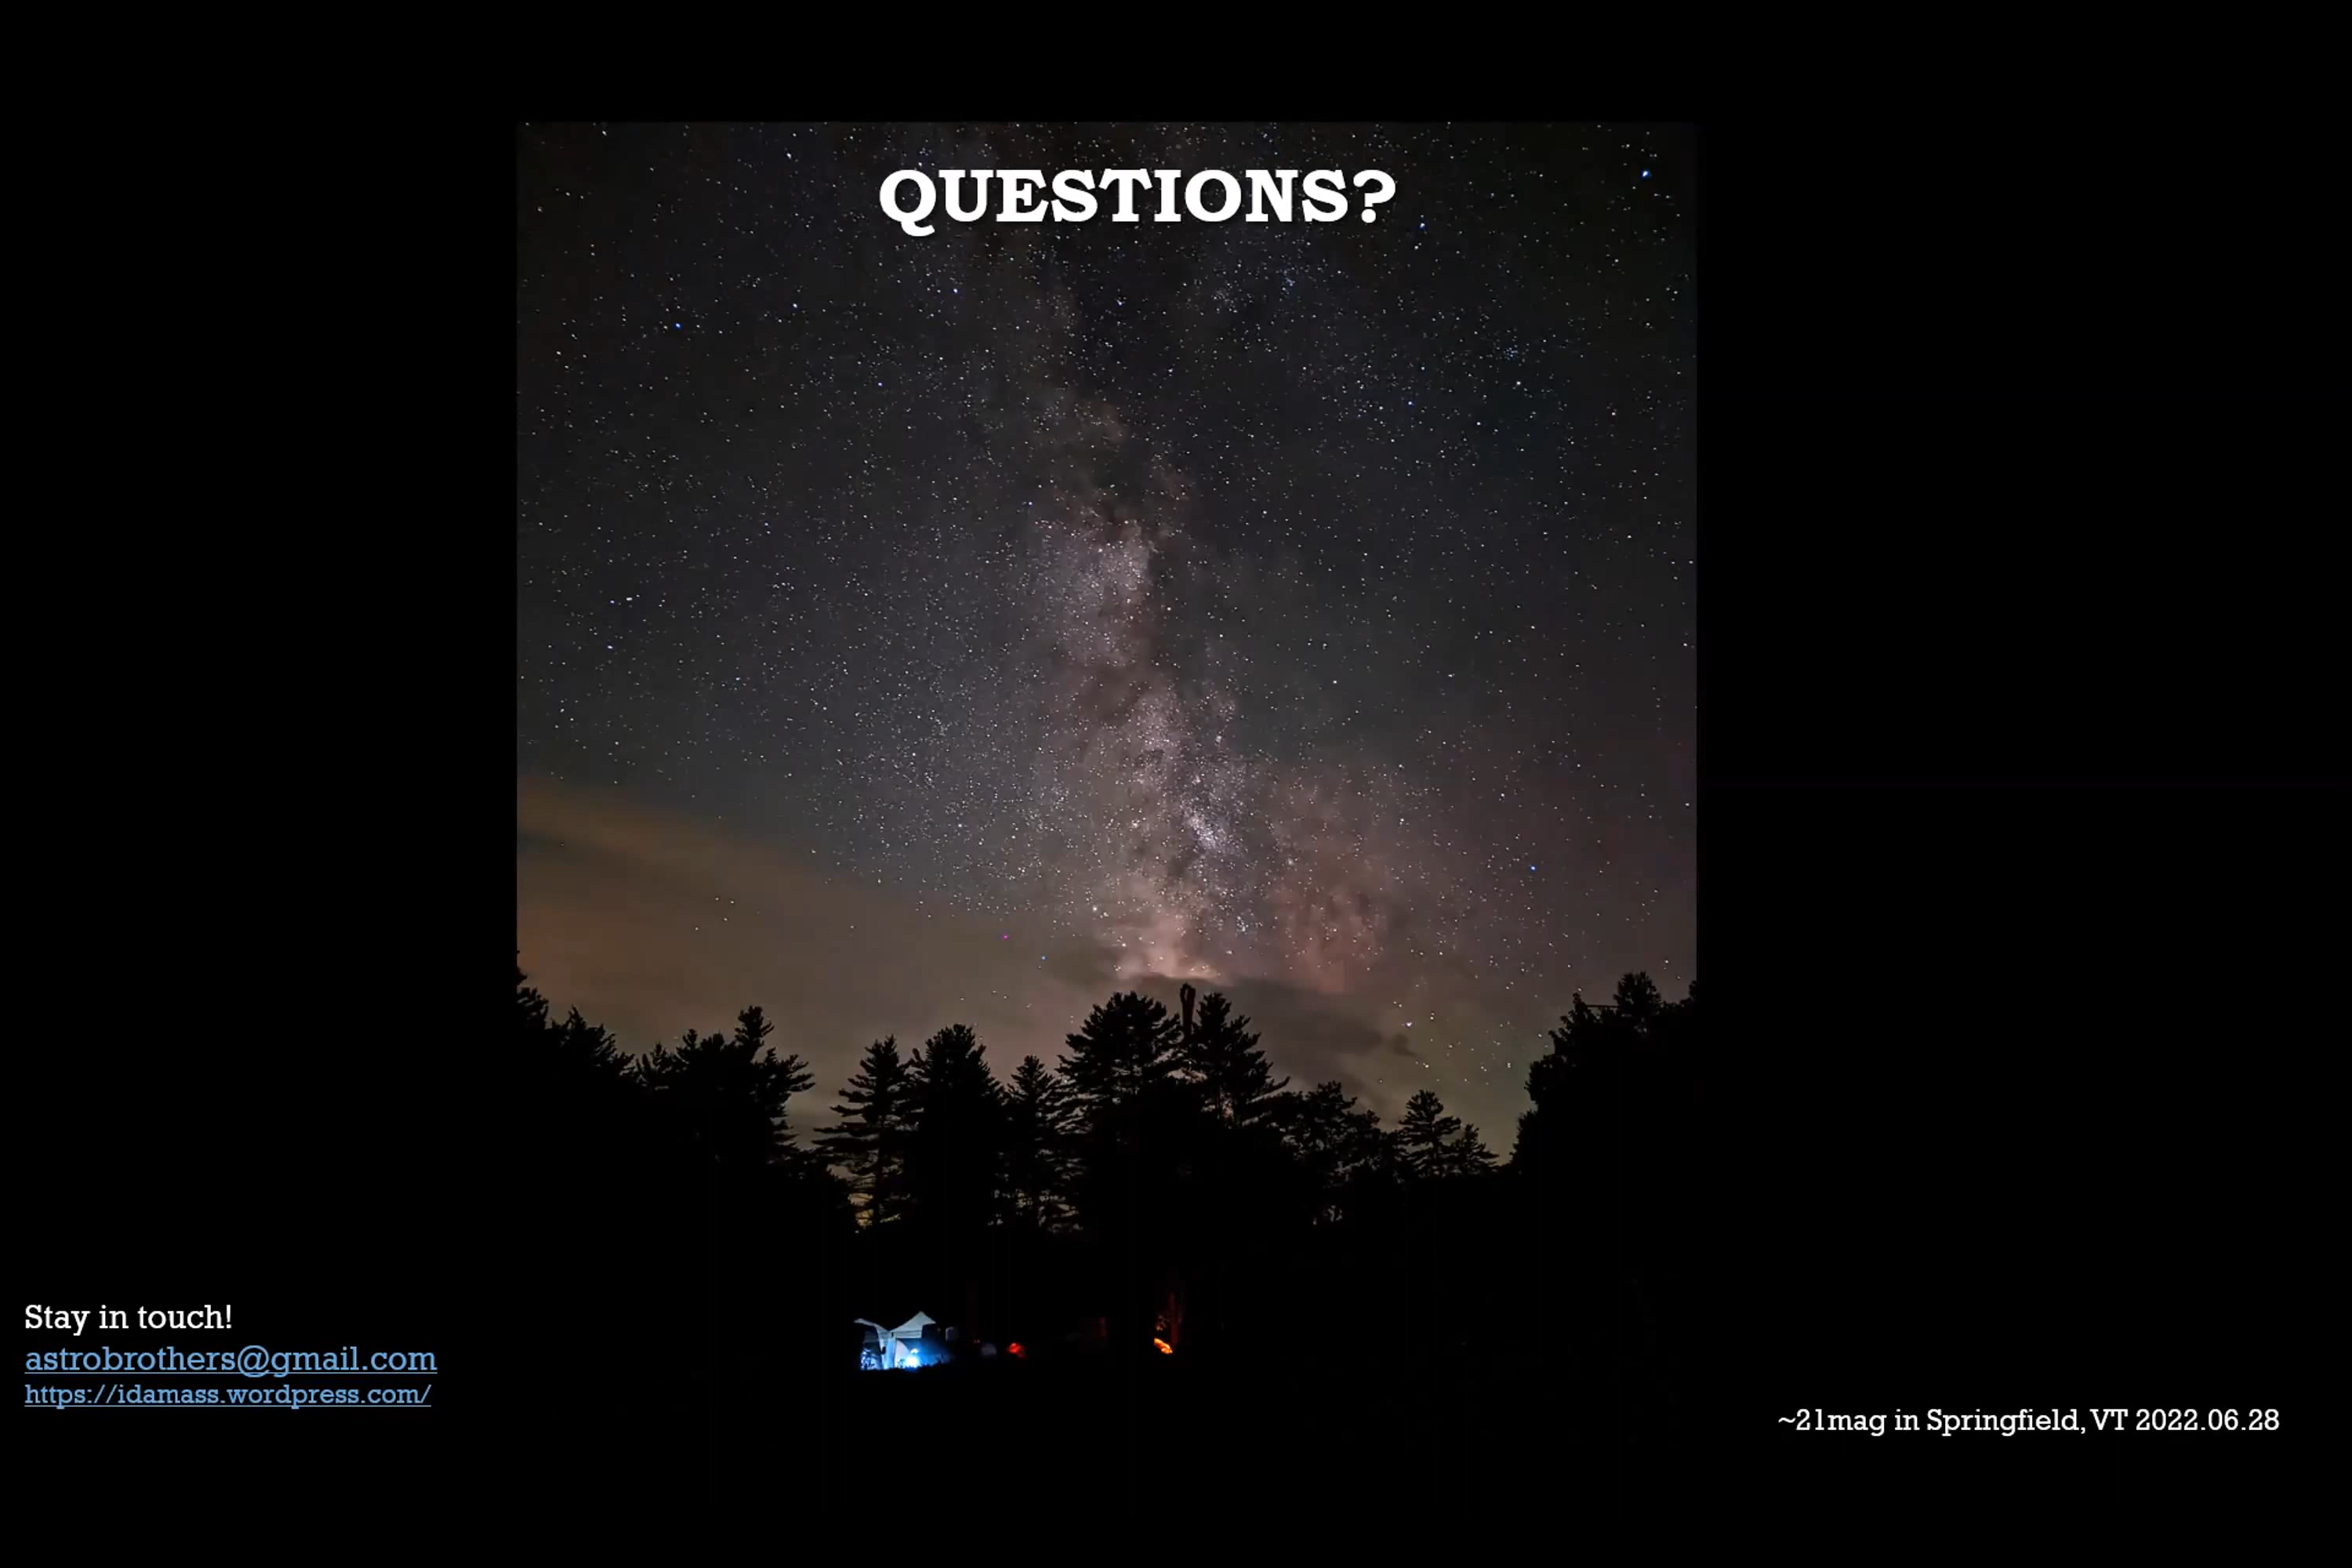 QUESTIONS?
Stay in touch!
astrobrothers@gmail.com
https://idamass.wordpress.com/
~21mag in Springfield, VT 2022.06.28